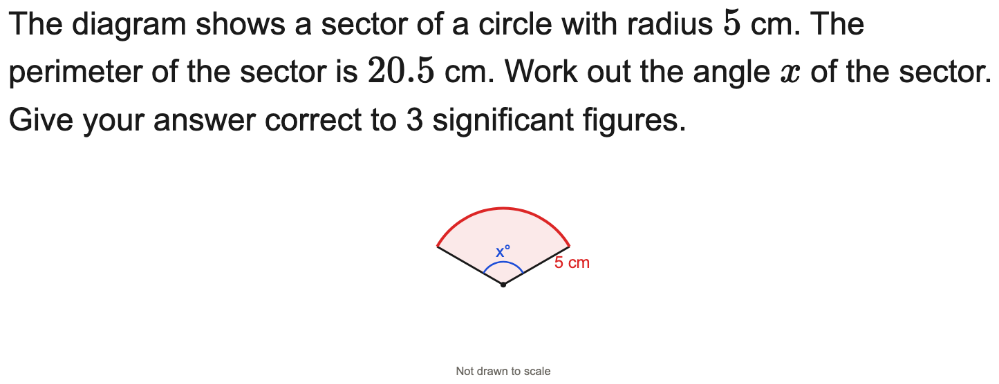 The diagram shows a sector of a circle with radius 5 cm. The
perimeter of the sector is 20.5 cm. Work out the angle x of the sector.
Give your answer correct to 3 significant figures.
x°
5 cm
Not drawn to scale